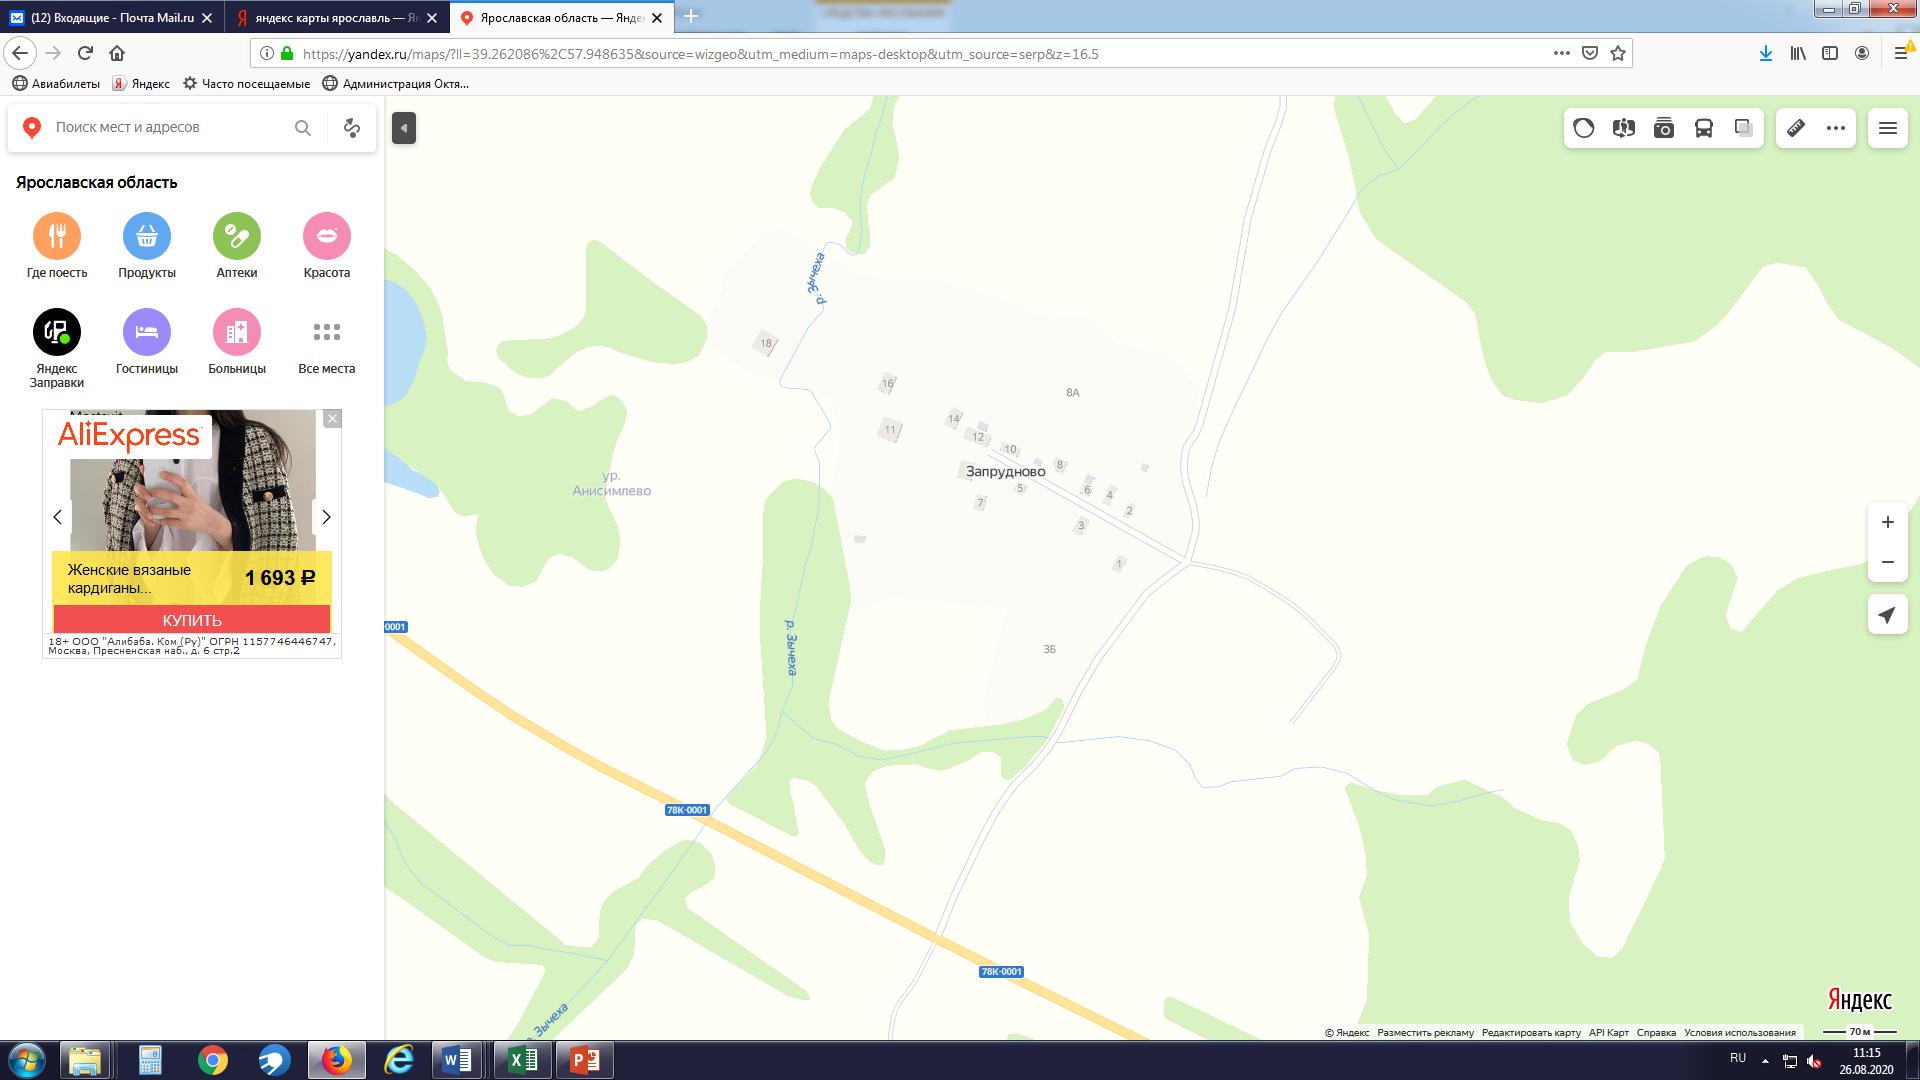 (12) Входящие - Почта Mail.ru
яндекс карты ярославль — Ян
Ярославская область — Яндек
https://yandex.ru/maps/?ll=39.262086%2C57.948635&source=wizgeo&utm_medium=maps-desktop&utm_source=serp&z=16.5
Авиабилеты
Яндекс
Часто посещаемые
Администрация Октя...
Поиск мест и адресов
Ярославская область
Где поесть
Продукты
Аптеки
Красота
Яндекс
Заправки
Гостиницы
Больницы
Все места
AliExpress
Женские вязаные
кардиганы...
1 693 ₽
КУПИТЬ
18+ ООО "Алибаба. Ком (Ру)" ОГРН 1157746446747,
Москва, Пресненская наб., д. 6 стр.2
р. Зычеха
18
16
8А
14
11
12
10
8
Запрудново
ур.
Анисимлево
5
6
4
7
2
3
1
-0001
р. Зычеха
3Б
78К-0001
78К-0001
р. Зычеха
Яндекс
© Яндекс
Разместить рекламу
Редактировать карту
API Карт
Справка
Условия использования
70 м
RU
11:15
26.08.2020